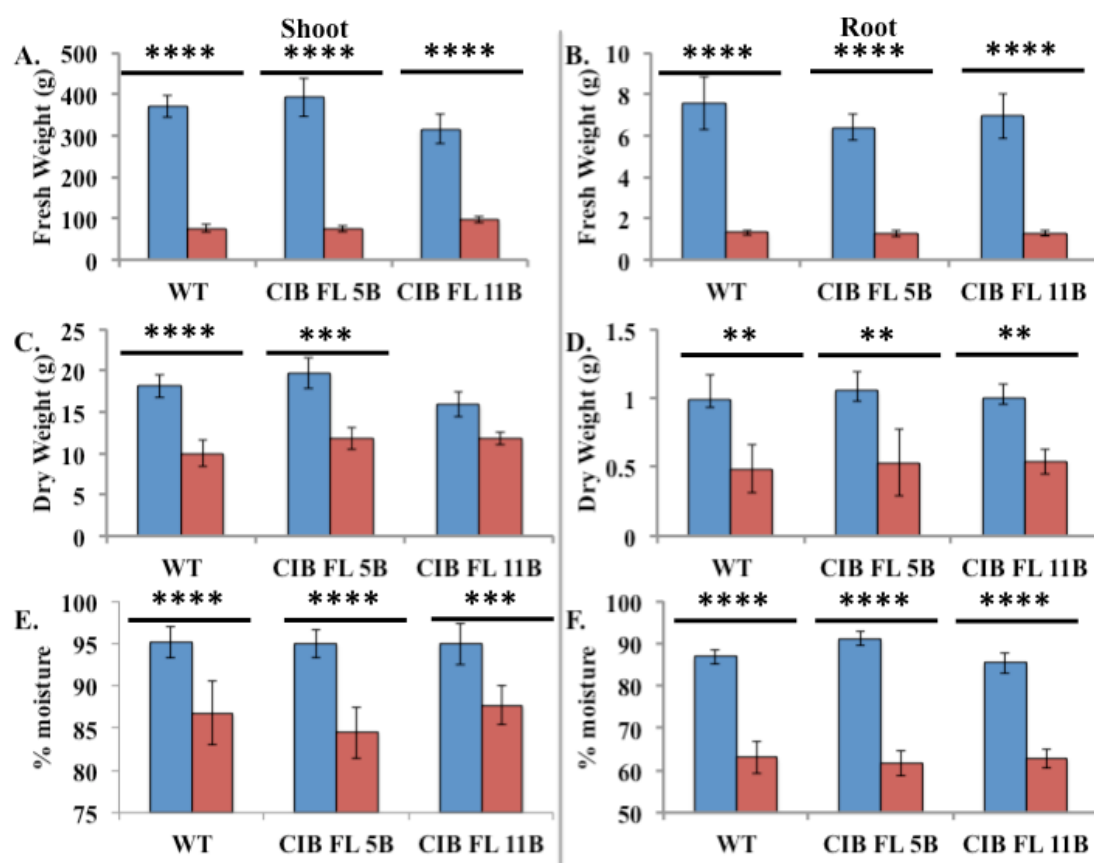 Shoot
A.
**** **** ****
Fresh Weight (g)
500
400
300
200
100
0
WT CIB FL 5B CIB FL 11B
Root
B.
**** **** ****
Fresh Weight (g)
10
8
6
4
2
0
WT CIB FL 5B CIB FL 11B
C.
**** ***
Dry Weight (g)
25
20
15
10
5
0
WT CIB FL 5B CIB FL 11B
D.
** ** **
Dry Weight (g)
1.5
1
0.5
0
WT CIB FL 5B CIB FL 11B
E.
**** **** ***
% moisture
100
95
90
85
80
75
WT CIB FL 5B CIB FL 11B
F.
**** **** ****
% moisture
100
90
80
70
60
50
WT CIB FL 5B CIB FL 11B